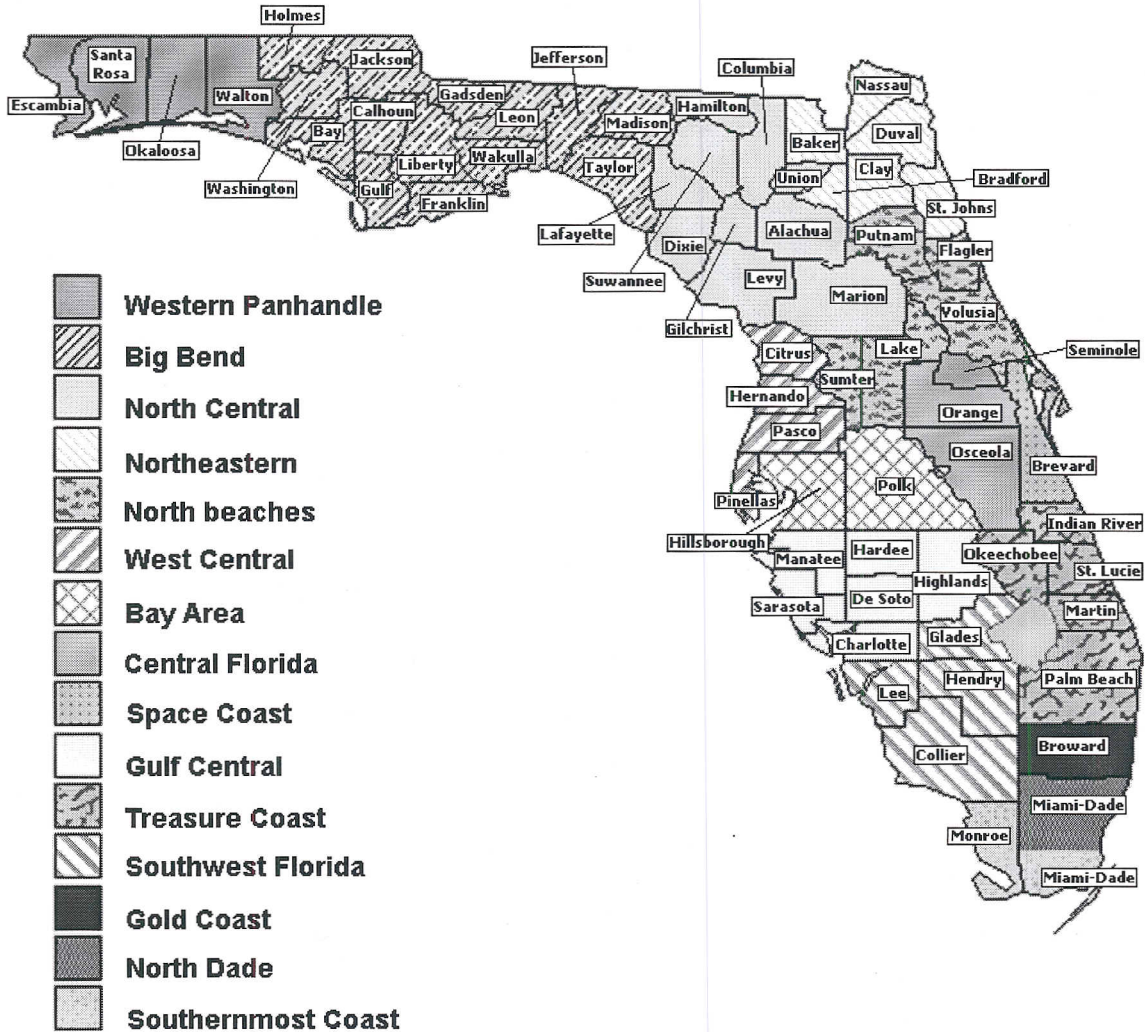 Holmes
Santa
Rosa
Jackson
Jefferson
Columbia
Nassau
Escambia
Walton
Gadsden
Hamilton
Okaloosa
Calhoun
Leon
Madison
Duval
Bay
Baker
Liberty
Wakulla
Taylor
Clay
Washington
Gulf
Union
Bradford
Franklin
St. Johns
Lafayette
Dixie
Alachua
Putnam
Flagler
Suwannee
Levy
Marion
Volusia
Gilchrist
Citrus
Lake
Seminole
Sumter
Hernando
Orange
Pasco
Osceola
Brevard
Polk
Pinellas
Indian River
Hillsborough
Manatee
Hardee
Okeechobee
St. Lucie
Highlands
Sarasota
De Soto
Martin
Charlotte
Glades
Hendry
Palm Beach
Lee
Collier
Broward
Miami-Dade
Monroe
Miami-Dade
Western Panhandle
Big Bend
North Central
Northeastern
North beaches
West Central
Bay Area
Central Florida
Space Coast
Gulf Central
Treasure Coast
Southwest Florida
Gold Coast
North Dade
Southernmost Coast